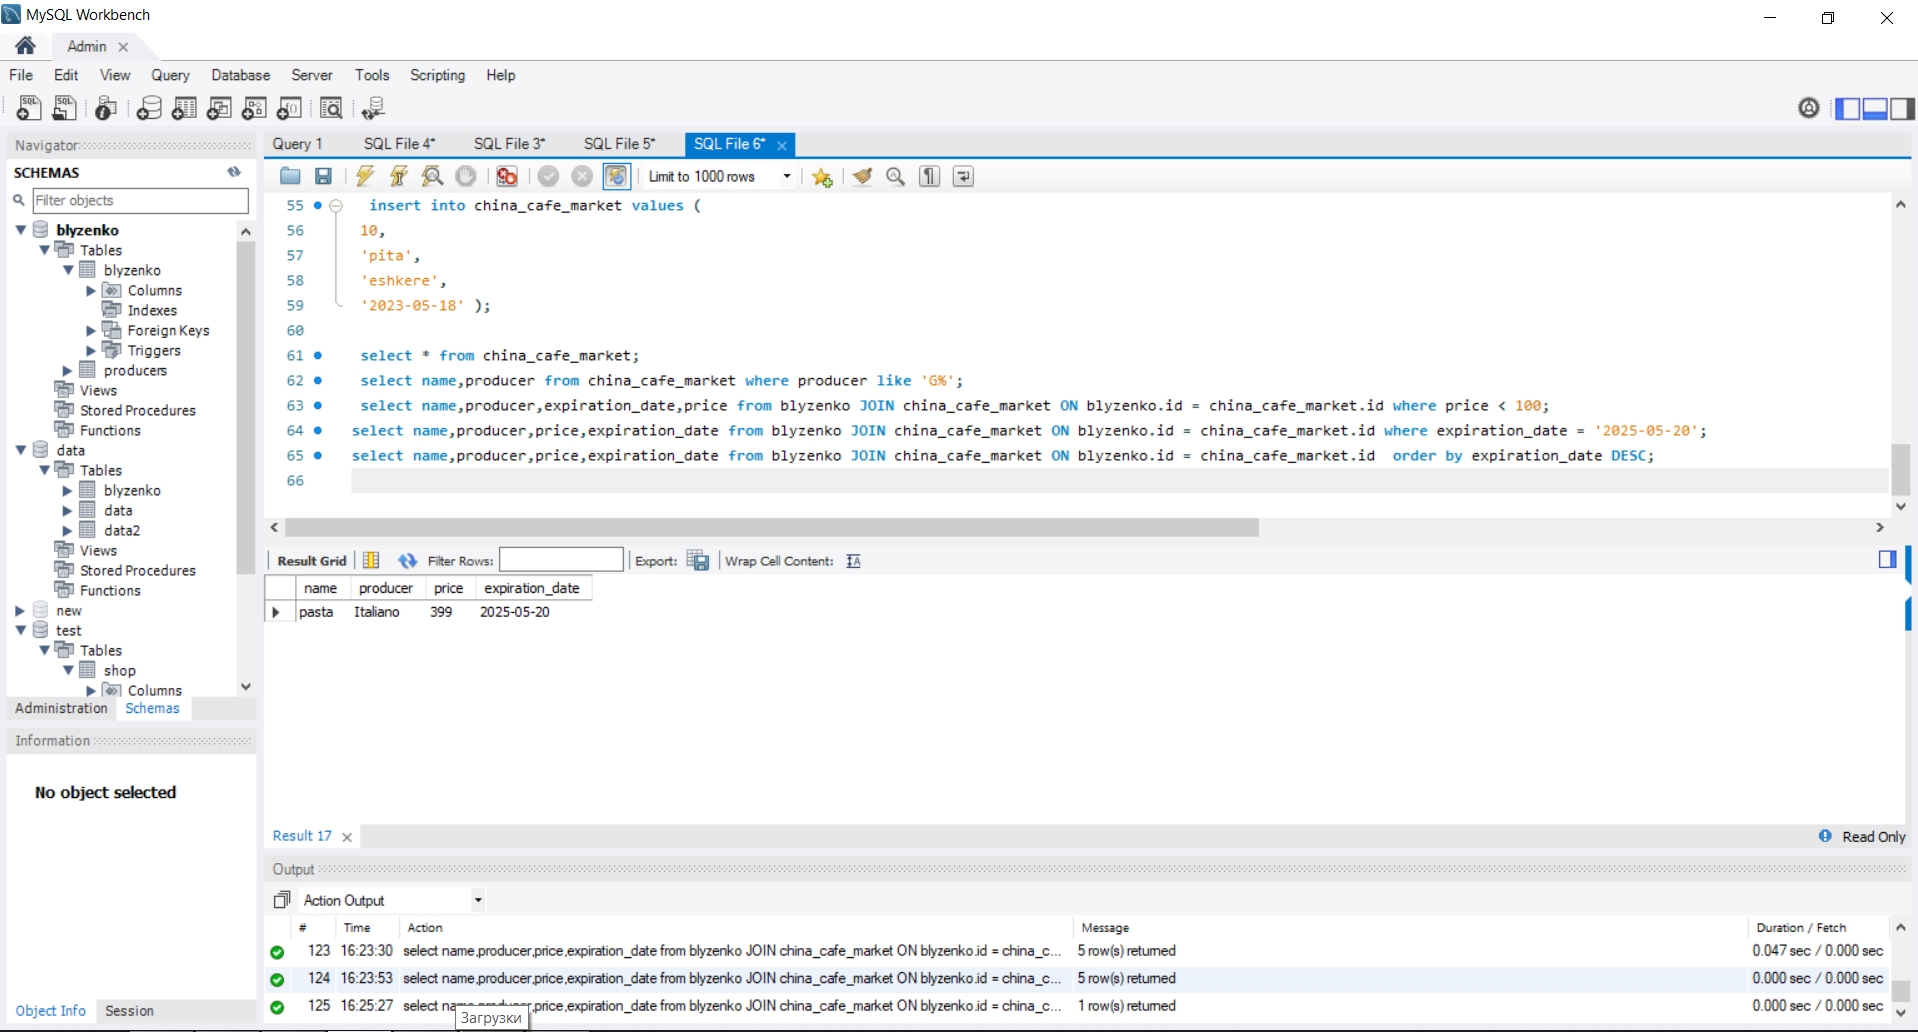 MySQL Workbench
Admin
File Edit View Query Database Server Tools Scripting Help
Navigator
SCHEMAS
Filter objects
blyzenko
Tables
blyzenko
Columns
Indexes
Foreign Keys
Triggers
producers
Views
Stored Procedures
Functions
data
Tables
blyzenko
data
data2
Views
Stored Procedures
Functions
new
test
Tables
shop
Columns
Administration Schemas
Information
No object selected
Object Info Session
Query 1 SQL File 4* SQL File 3* SQL File 5* SQL File 6*
Limit to 1000 rows
55 insert into china_cafe_market values (
56 10,
57 'pita',
58 'eshkere',
59 '2023-05-18' );
60
61 select * from china_cafe_market;
62 select name,producer from china_cafe_market where producer like 'G%';
63 select name,producer,expiration_date,price from blyzenko JOIN china_cafe_market ON blyzenko.id = china_cafe_market.id where price < 100;
64 select name,producer,price,expiration_date from blyzenko JOIN china_cafe_market ON blyzenko.id = china_cafe_market.id where expiration_date = '2025-05-20';
65 select name,producer,price,expiration_date from blyzenko JOIN china_cafe_market ON blyzenko.id = china_cafe_market.id order by expiration_date DESC;
66
Result Grid Filter Rows: Export: Wrap Cell Content:
name producer price expiration_date
pasta Italiano 399 2025-05-20
Result 17 Read Only
Output
Action Output
# Time Action Message Duration / Fetch
123 16:23:30 select name,producer,price,expiration_date from blyzenko JOIN china_cafe_market ON blyzenko.id = china_c... 5 row(s) returned 0.047 sec / 0.000 sec
124 16:23:53 select name,producer,price,expiration_date from blyzenko JOIN china_cafe_market ON blyzenko.id = china_c... 5 row(s) returned 0.000 sec / 0.000 sec
125 16:25:27 select name,producer,price,expiration_date from blyzenko JOIN china_cafe_market ON blyzenko.id = china_c... 1 row(s) returned 0.000 sec / 0.000 sec
Загрузки